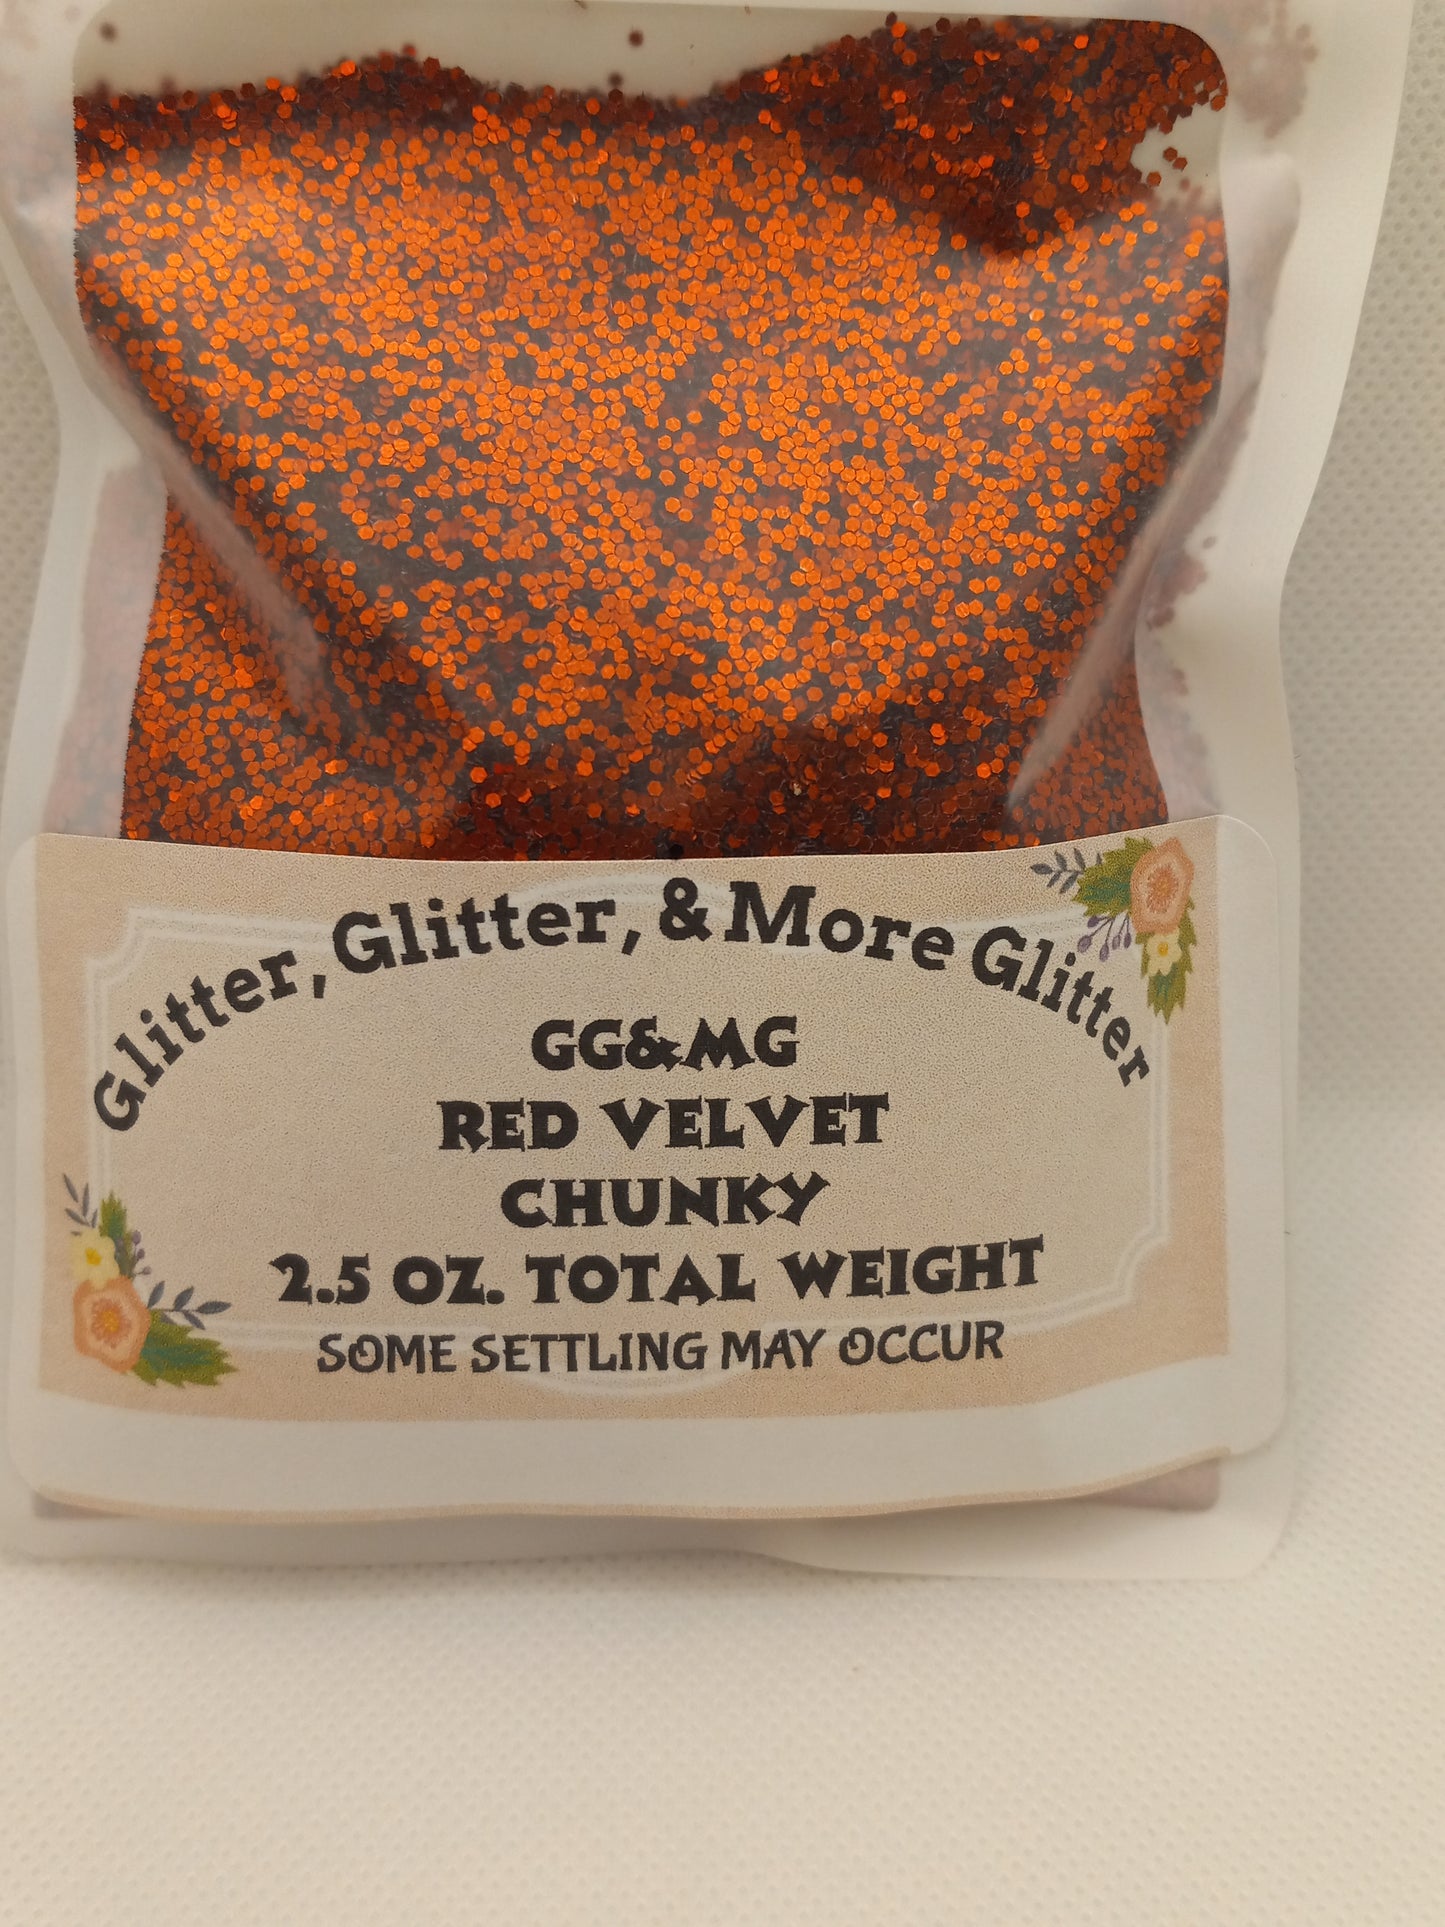 Glitter, Glitter, & More Glitter
GG&MG
RED VELVET
CHUNKY
2.5 OZ. TOTAL WEIGHT
SOME SETTLING MAY OCCUR